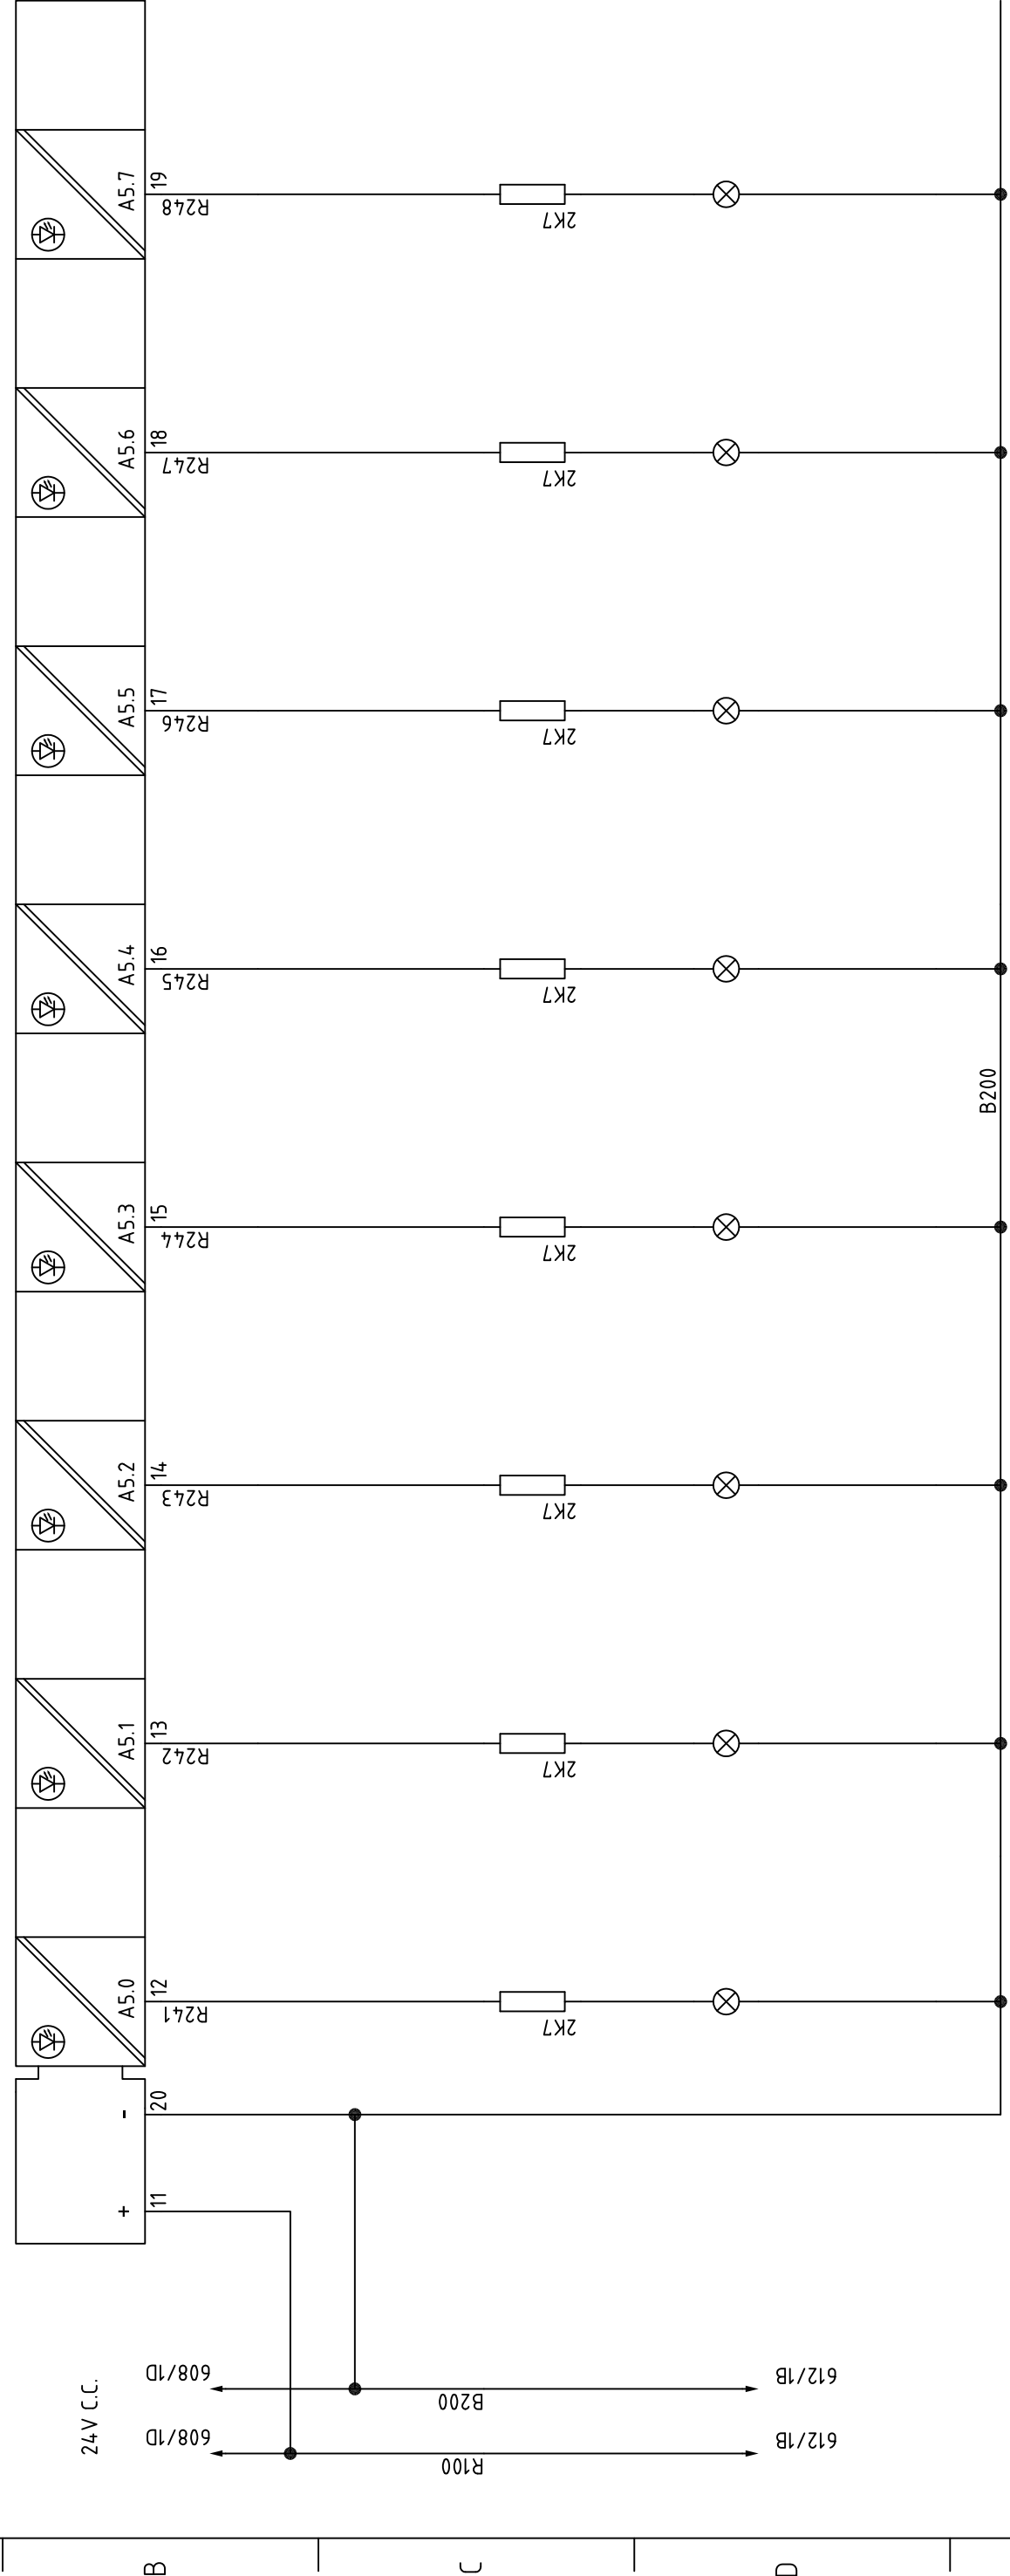 24V C.C.
608/1D
608/1D
R100
B200
612/1B
612/1B
+
11
-
20
A5.0
12
R241
2K7
A5.1
13
R242
2K7
A5.2
14
R243
2K7
A5.3
15
R244
2K7
A5.4
16
R245
2K7
A5.5
17
R246
2K7
A5.6
18
R247
2K7
A5.7
19
R248
2K7
B200
B
C
D